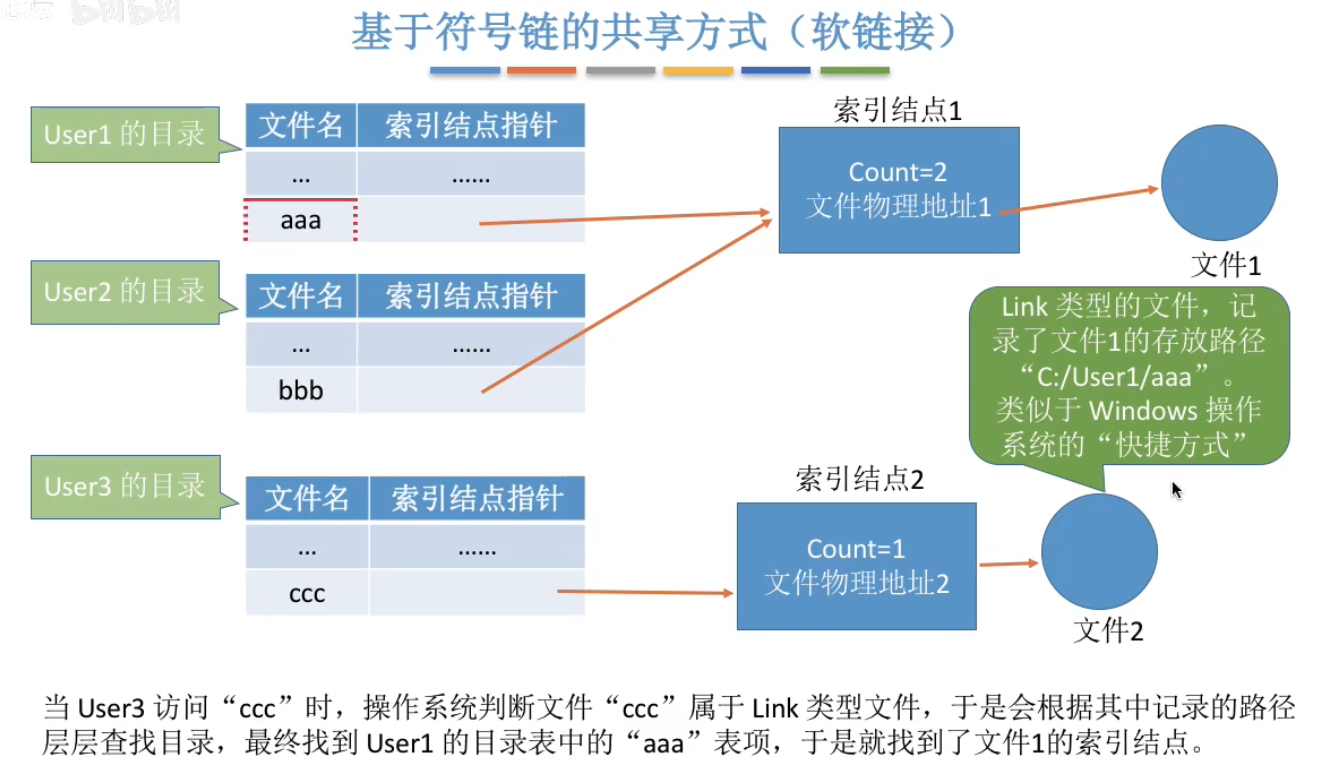 bilibili
基于符号链的共享方式（软链接）
User1 的目录
文件名 索引结点指针
... ......
aaa
索引结点1
Count=2
文件物理地址1
文件1
User2 的目录
文件名 索引结点指针
... ......
bbb
Link 类型的文件，记
录了文件1的存放路径
“C:/User1/aaa”。
类似于 Windows 操作
系统的“快捷方式”
User3 的目录
文件名 索引结点指针
... ......
ccc
索引结点2
Count=1
文件物理地址2
文件2
当 User3 访问“ccc”时，操作系统判断文件“ccc”属于 Link 类型文件，于是会根据其中记录的路径
层层查找目录，最终找到 User1 的目录表中的“aaa”表项，于是就找到了文件1的索引结点。